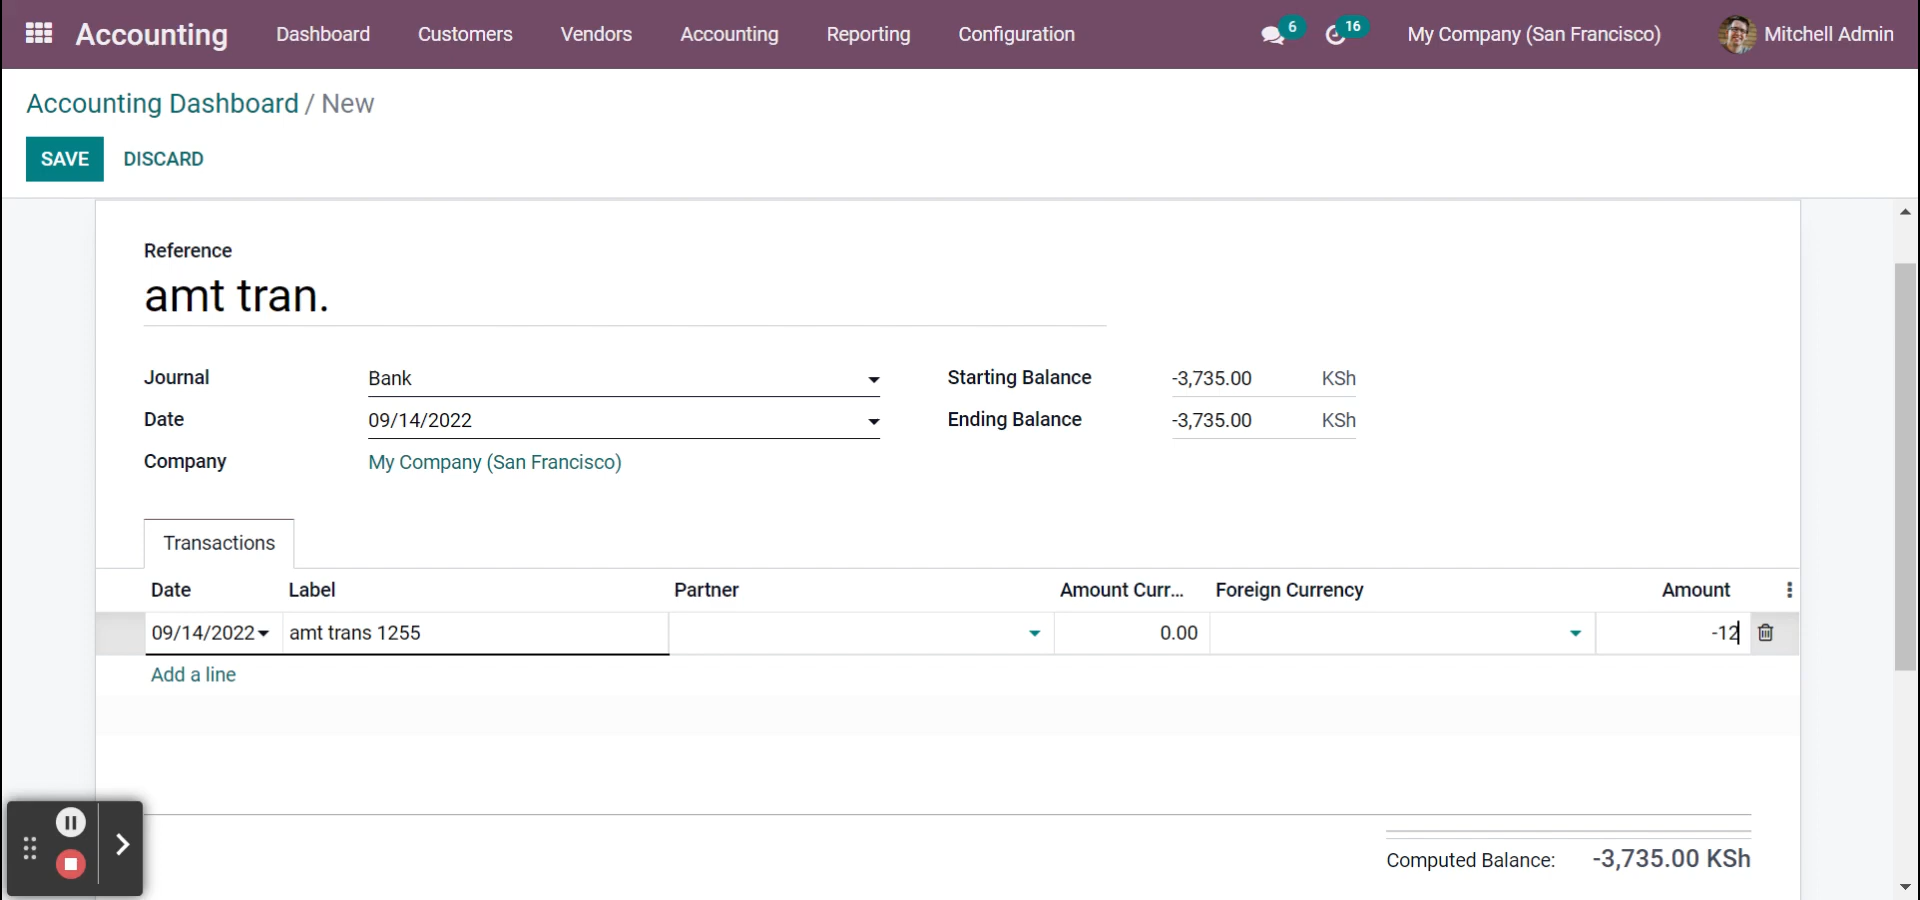 Accounting Dashboard Customers Vendors Accounting Reporting Configuration 6 16 My Company (San Francisco) Mitchell Admin
Accounting Dashboard / New
SAVE DISCARD
Reference
amt tran.
Journal Bank Starting Balance -3,735.00 KSh
Date 09/14/2022 Ending Balance -3,735.00 KSh
Company My Company (San Francisco)
Transactions
Date Label Partner Amount Curr... Foreign Currency Amount
09/14/2022 amt trans 1255 0.00 -12
Add a line
Computed Balance: -3,735.00 KSh